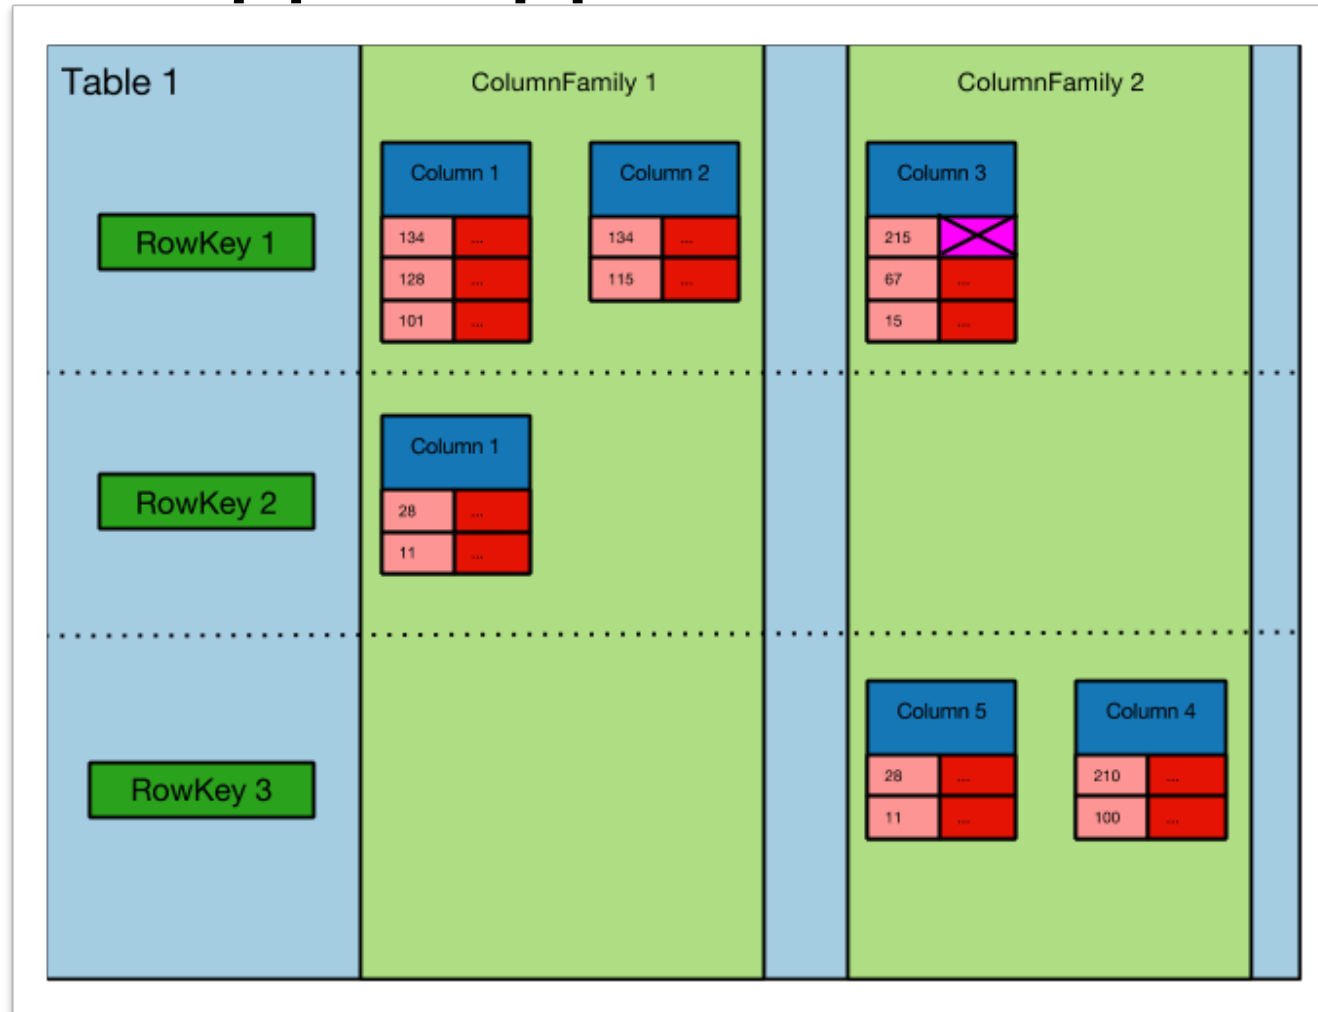 Table 1
ColumnFamily 1
ColumnFamily 2
RowKey 1
Column 1
134 ...
128 ...
101 ...
Column 2
134 ...
115 ...
Column 3
215
67 ...
15 ...
RowKey 2
Column 1
28 ...
11 ...
RowKey 3
Column 5
28 ...
11 ...
Column 4
210 ...
100 ...